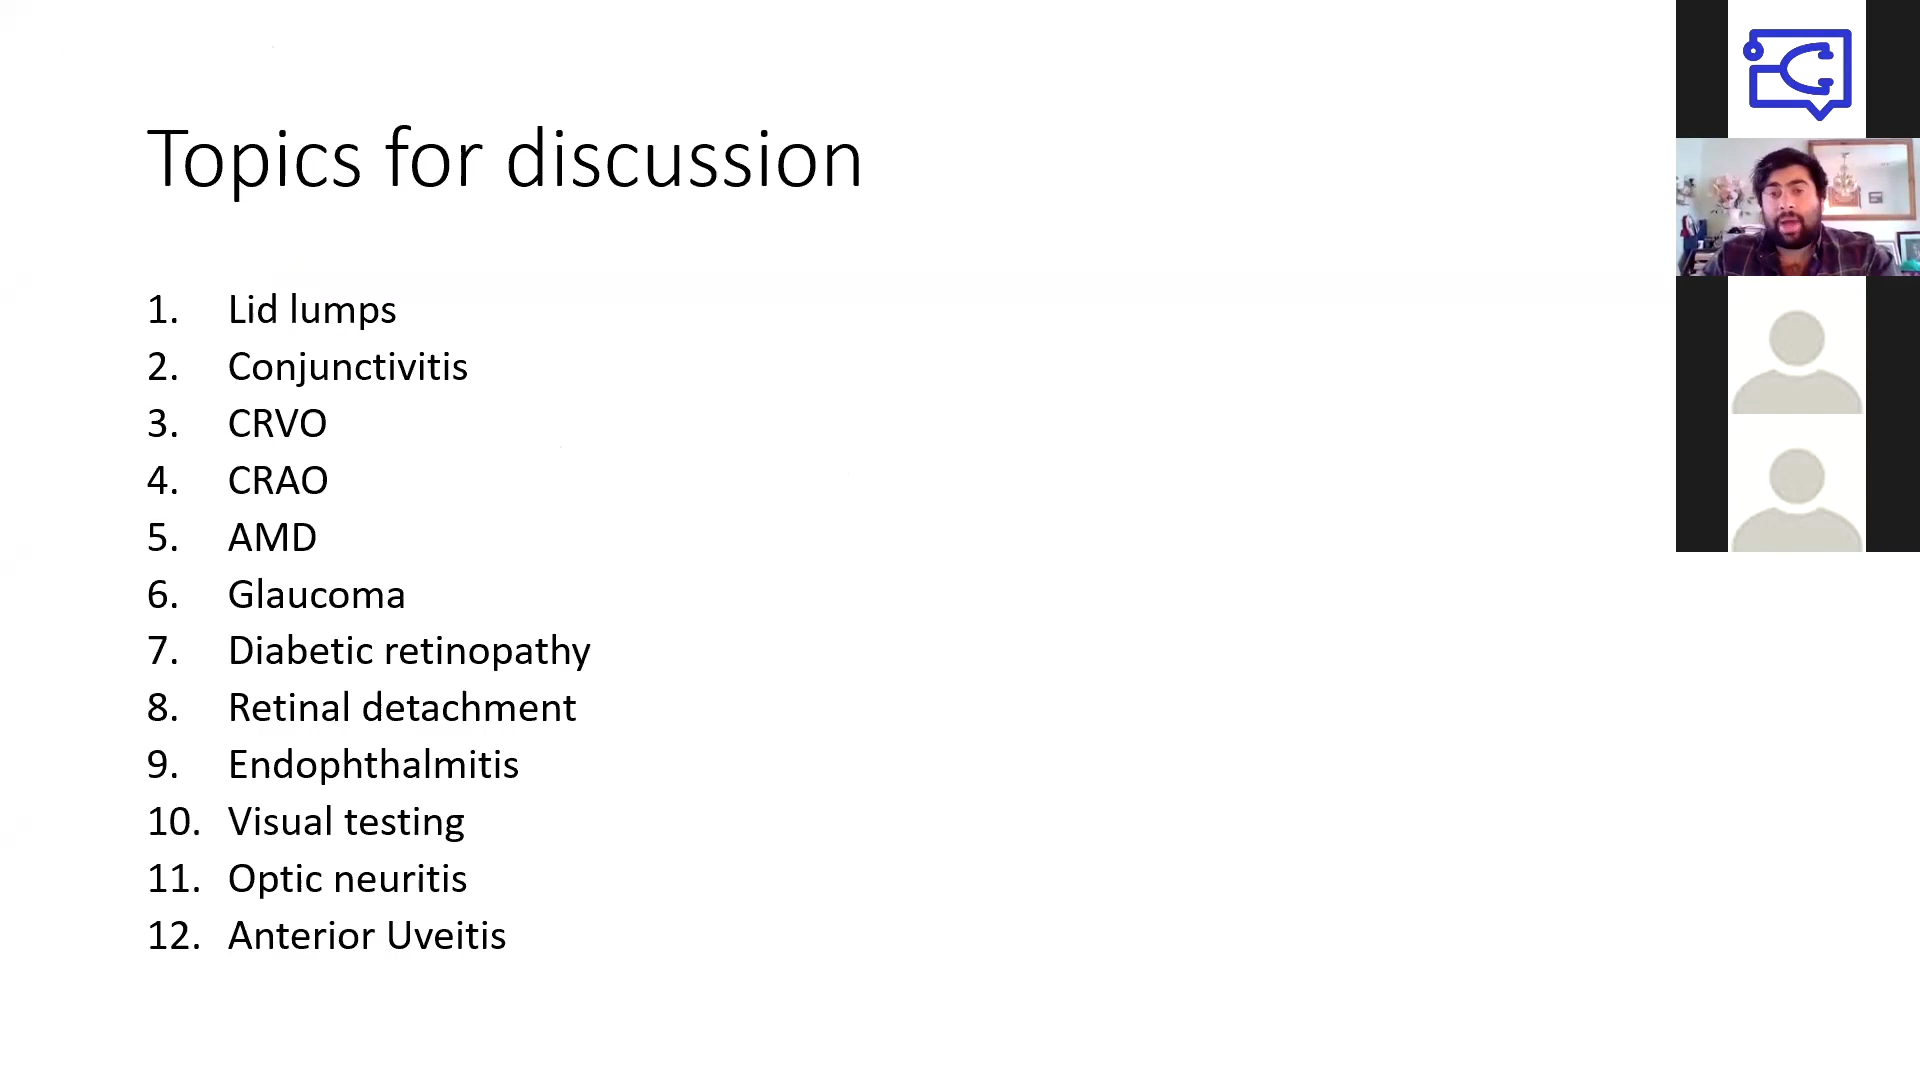 Topics for discussion
1. Lid lumps
2. Conjunctivitis
3. CRVO
4. CRAO
5. AMD
6. Glaucoma
7. Diabetic retinopathy
8. Retinal detachment
9. Endophthalmitis
10. Visual testing
11. Optic neuritis
12. Anterior Uveitis